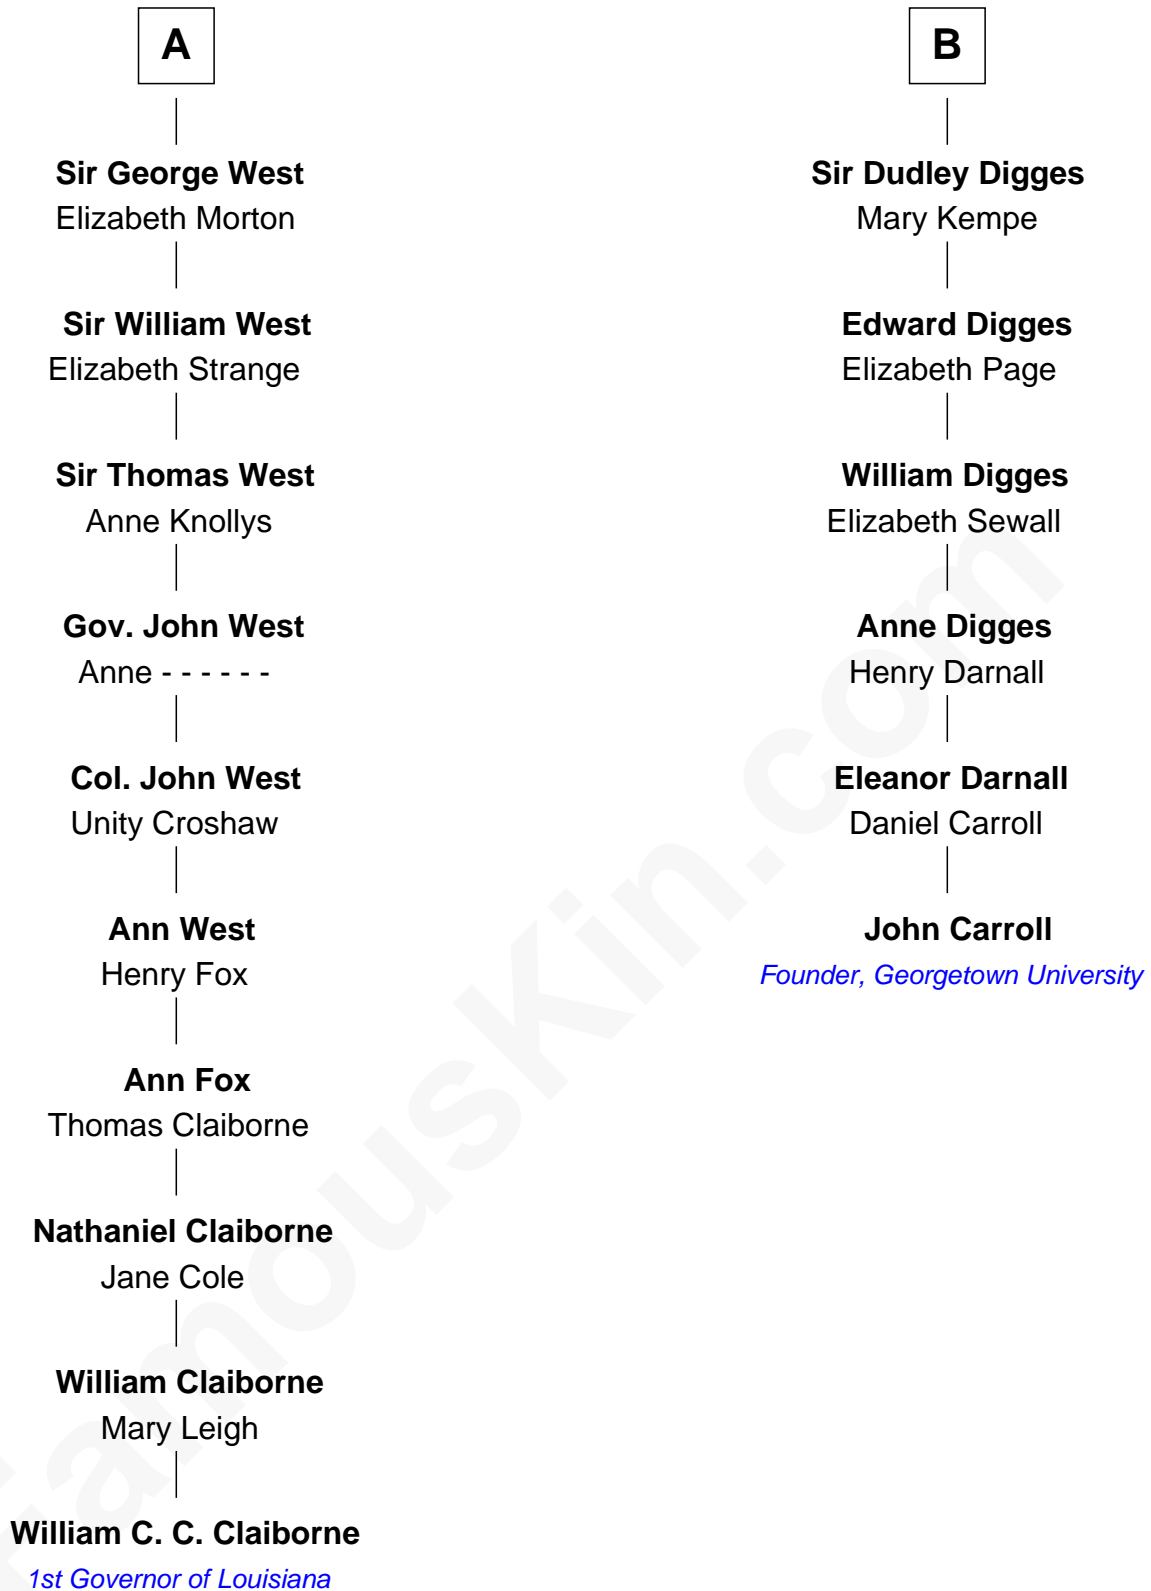 A
Sir George West
Elizabeth Morton
Sir William West
Elizabeth Strange
Sir Thomas West
Anne Knollys
Gov. John West
Anne - - - - - -
Col. John West
Unity Croshaw
Ann West
Henry Fox
Ann Fox
Thomas Claiborne
Nathaniel Claiborne
Jane Cole
William Claiborne
Mary Leigh
William C. C. Claiborne
1st Governor of Louisiana
B
Sir Dudley Digges
Mary Kempe
Edward Digges
Elizabeth Page
William Digges
Elizabeth Sewall
Anne Digges
Henry Darnall
Eleanor Darnall
Daniel Carroll
John Carroll
Founder, Georgetown University
FamousKin.com